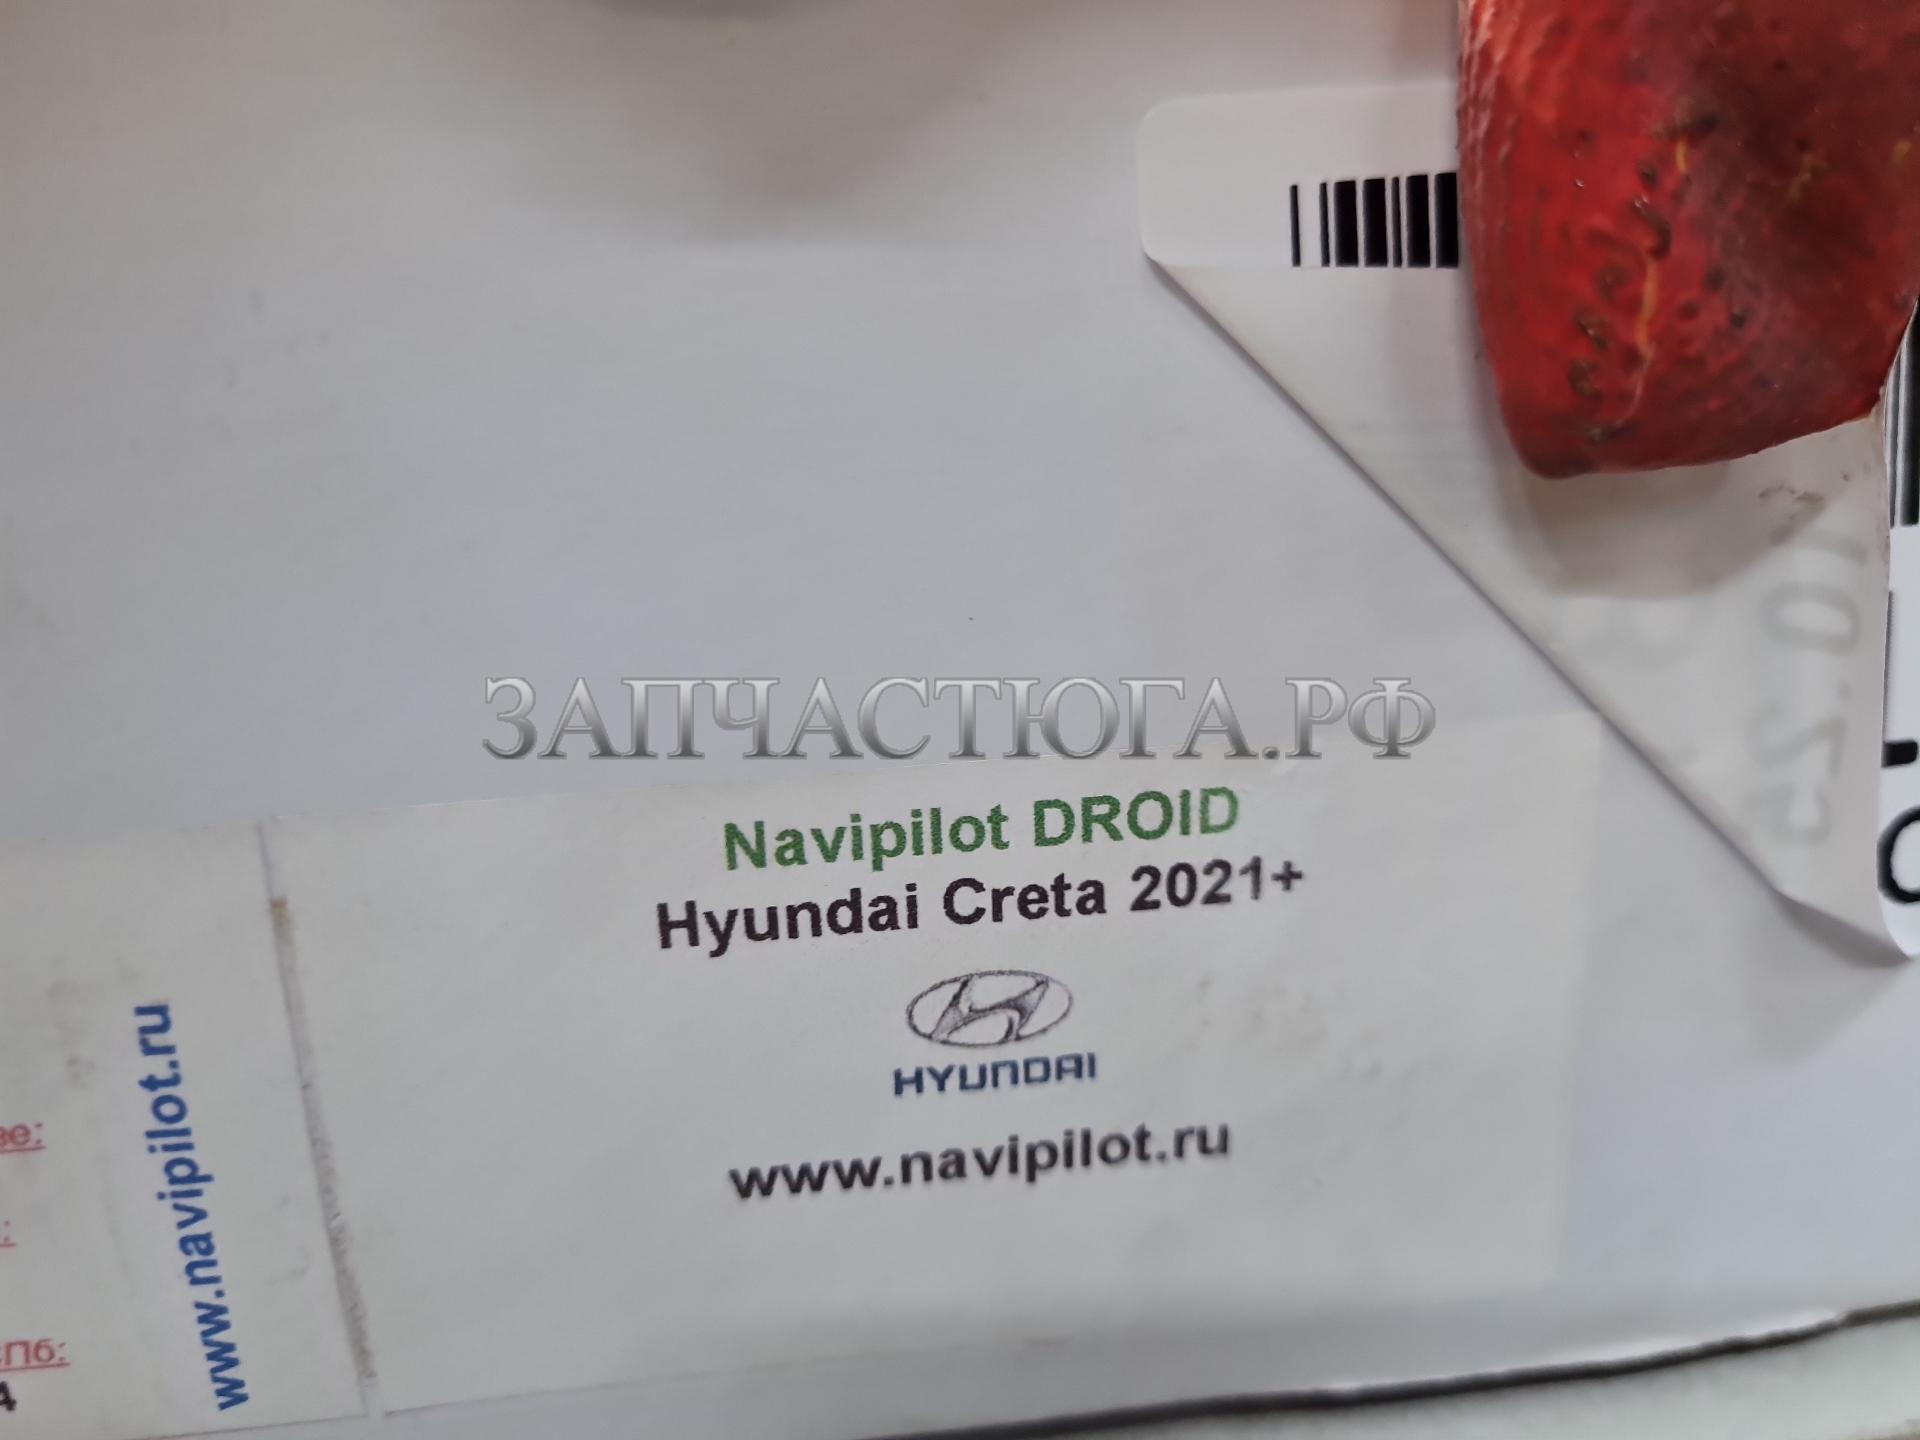 ЗАПЧАСТЮГА.РФ
Navipilot DROID
Hyundai Creta 2021+
HYUNDAI
www.navipilot.ru
www.navipilot.ru